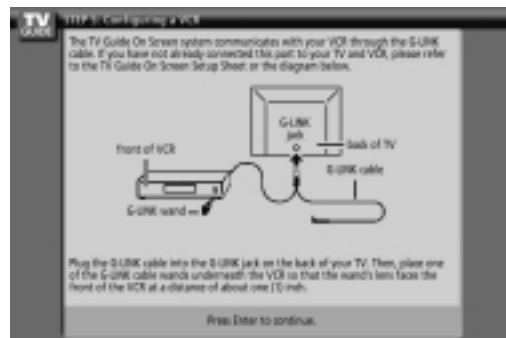 TV
GUIDE
STEP 5: Configuring a VCR
The TV Guide On Screen system communicates with your VCR through the G-LINK
cable. If you have not already connected this part to your TV and VCR, please refer
to the TV Guide On Screen Setup Sheet or the diagram below.
G-LINK
jack
front of VCR
back of TV
G-LINK cable
G-LINK wand
Plug the G-LINK cable into the G-LINK jack on the back of your TV. Then, place one
of the G-LINK cable wands underneath the VCR so that the wand's lens faces the
front of the VCR at a distance of about one (1) inch.
Press Enter to continue.